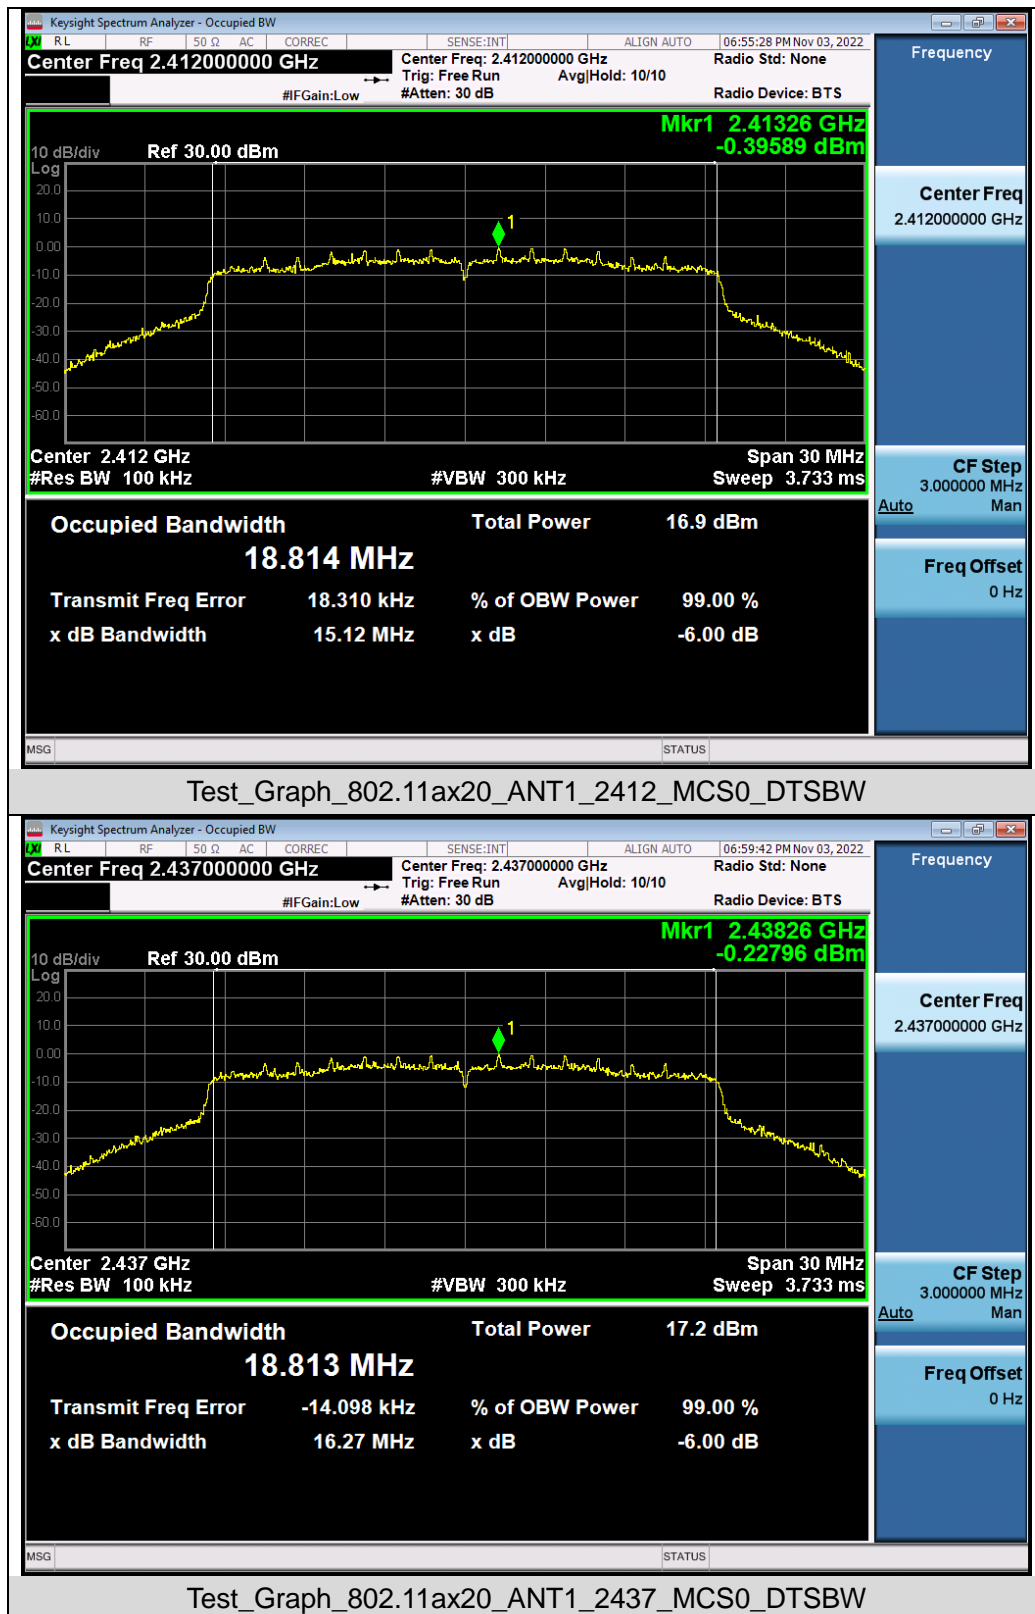 Keysight Spectrum Analyzer - Occupied BW
LXI RL RF 50 Ω AC CORREC SENSE:INT ALIGN AUTO 06:55:28 PM Nov 03, 2022
Center Freq 2.412000000 GHz
Center Freq: 2.412000000 GHz Radio Std: None
Trig: Free Run Avg|Hold: 10/10
#IFGain:Low #Atten: 30 dB Radio Device: BTS
Frequency
Mkr1 2.41326 GHz
-0.39589 dBm
10 dB/div Ref 30.00 dBm
Log
20.0
10.0
0.00
-10.0
-20.0
-30.0
-40.0
-50.0
-60.0
1
Center Freq
2.412000000 GHz
Center 2.412 GHz Span 30 MHz
#Res BW 100 kHz #VBW 300 kHz Sweep 3.733 ms
CF Step
3.000000 MHz
Auto Man
Freq Offset
0 Hz
Occupied Bandwidth Total Power 16.9 dBm
18.814 MHz
Transmit Freq Error 18.310 kHz % of OBW Power 99.00 %
x dB Bandwidth 15.12 MHz x dB -6.00 dB
MSG STATUS
Test_Graph_802.11ax20_ANT1_2412_MCS0_DTSBW
Keysight Spectrum Analyzer - Occupied BW
LXI RL RF 50 Ω AC CORREC SENSE:INT ALIGN AUTO 06:59:42 PM Nov 03, 2022
Center Freq 2.437000000 GHz
Center Freq: 2.437000000 GHz Radio Std: None
Trig: Free Run Avg|Hold: 10/10
#IFGain:Low #Atten: 30 dB Radio Device: BTS
Frequency
Mkr1 2.43826 GHz
-0.22796 dBm
10 dB/div Ref 30.00 dBm
Log
20.0
10.0
0.00
-10.0
-20.0
-30.0
-40.0
-50.0
-60.0
1
Center Freq
2.437000000 GHz
Center 2.437 GHz Span 30 MHz
#Res BW 100 kHz #VBW 300 kHz Sweep 3.733 ms
CF Step
3.000000 MHz
Auto Man
Freq Offset
0 Hz
Occupied Bandwidth Total Power 17.2 dBm
18.813 MHz
Transmit Freq Error -14.098 kHz % of OBW Power 99.00 %
x dB Bandwidth 16.27 MHz x dB -6.00 dB
MSG STATUS
Test_Graph_802.11ax20_ANT1_2437_MCS0_DTSBW